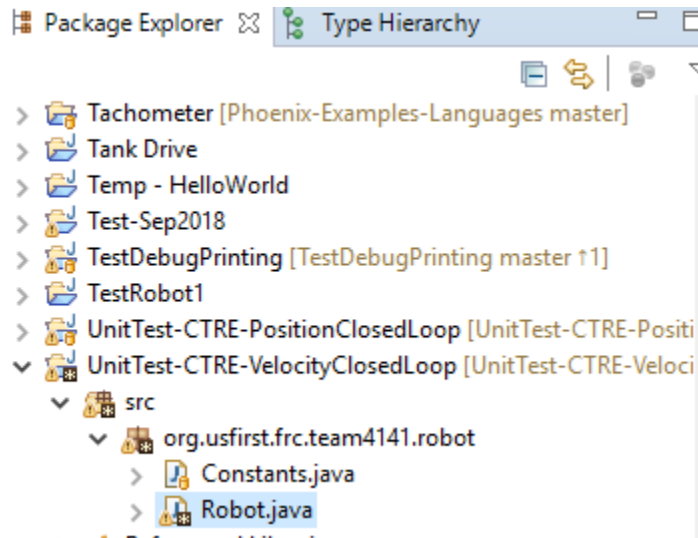 Package Explorer Type Hierarchy
Tachometer [Phoenix-Examples-Languages master]
Tank Drive
Temp - HelloWorld
Test-Sep2018
TestDebugPrinting [TestDebugPrinting master ↑1]
TestRobot1
UnitTest-CTRE-PositionClosedLoop [UnitTest-CTRE-Positi
UnitTest-CTRE-VelocityClosedLoop [UnitTest-CTRE-Veloci
src
org.usfirst.frc.team4141.robot
Constants.java
Robot.java